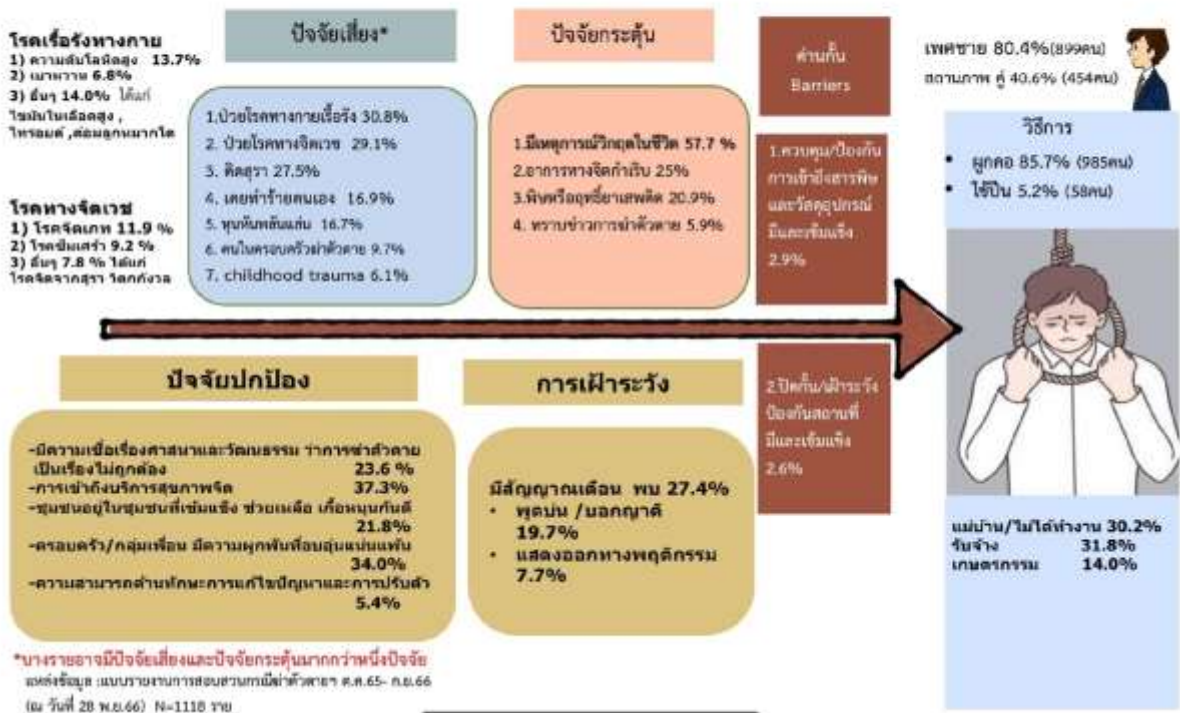 โรคเรื้อรังทางกาย
1) ความดันโลหิตสูง 13.7%
2) เบาหวาน 6.8%
3) อื่นๆ 14.0% ได้แก่
ไขมันในเลือดสูง ,
ไทรอยด์ ,ต่อมลูกหมากโต
โรคทางจิตเวช
1) โรคจิตเภท 11.9 %
2) โรคซึมเศร้า 9.2 %
3) อื่นๆ 7.8 % ได้แก่
โรคจิตจากสุรา วิตกกังวล
ปัจจัยเสี่ยง*
1.ป่วยโรคทางกายเรื้อรัง 30.8%
2. ป่วยโรคทางจิตเวช 29.1%
3. ติดสุรา 27.5%
4. เคยทำร้ายตนเอง 16.9%
5. หุนหันพลันแล่น 16.7%
6. คนในครอบครัวฆ่าตัวตาย 9.7%
7. childhood trauma 6.1%
ปัจจัยกระตุ้น
1.มีเหตุการณ์วิกฤตในชีวิต 57.7 %
2.อาการทางจิตกำเริบ 25%
3.พิษหรือฤทธิ์ยาเสพติด 20.9%
4. ทราบข่าวการฆ่าตัวตาย 5.9%
ด่านกั้น
Barriers
1.ควบคุม/ป้องกัน
การเข้าถึงสารพิษ
และวัสดุอุปกรณ์
มีและเข้มแข็ง
2.9%
2.ปิดกั้น/เฝ้าระวัง
ป้องกันสถานที่
มีและเข้มแข็ง
2.6%
เพศชาย 80.4%(899คน)
สถานภาพ คู่ 40.6% (454คน)
วิธีการ
• ผูกคอ 85.7% (985คน)
• ใช้ปืน 5.2% (58คน)
แม่บ้าน/ไม่ได้ทำงาน 30.2%
รับจ้าง 31.8%
เกษตรกรรม 14.0%
ปัจจัยปกป้อง
-มีความเชื่อเรื่องศาสนาและวัฒนธรรม ว่าการฆ่าตัวตาย
เป็นเรื่องไม่ถูกต้อง 23.6 %
-การเข้าถึงบริการสุขภาพจิต 37.3%
-ชุมชนอยู่ในชุมชนที่เข้มแข็ง ช่วยเหลือ เกื้อหนุนกันดี
21.8%
-ครอบครัว/กลุ่มเพื่อน มีความผูกพันที่อบอุ่นแน่นแฟ้น
34.0%
-ความสามารถด้านทักษะการแก้ไขปัญหาและการปรับตัว
5.4%
การเฝ้าระวัง
มีสัญญาณเตือน พบ 27.4%
• พูดบ่น /บอกญาติ
19.7%
• แสดงออกทางพฤติกรรม
7.7%
*บางรายอาจมีปัจจัยเสี่ยงและปัจจัยกระตุ้นมากกว่าหนึ่งปัจจัย
แหล่งข้อมูล :แบบรายงานการสอบสวนกรณีฆ่าตัวตายฯ ต.ค.65- ก.ย.66
(ณ วันที่ 28 พ.ย.66) N=1118 ราย